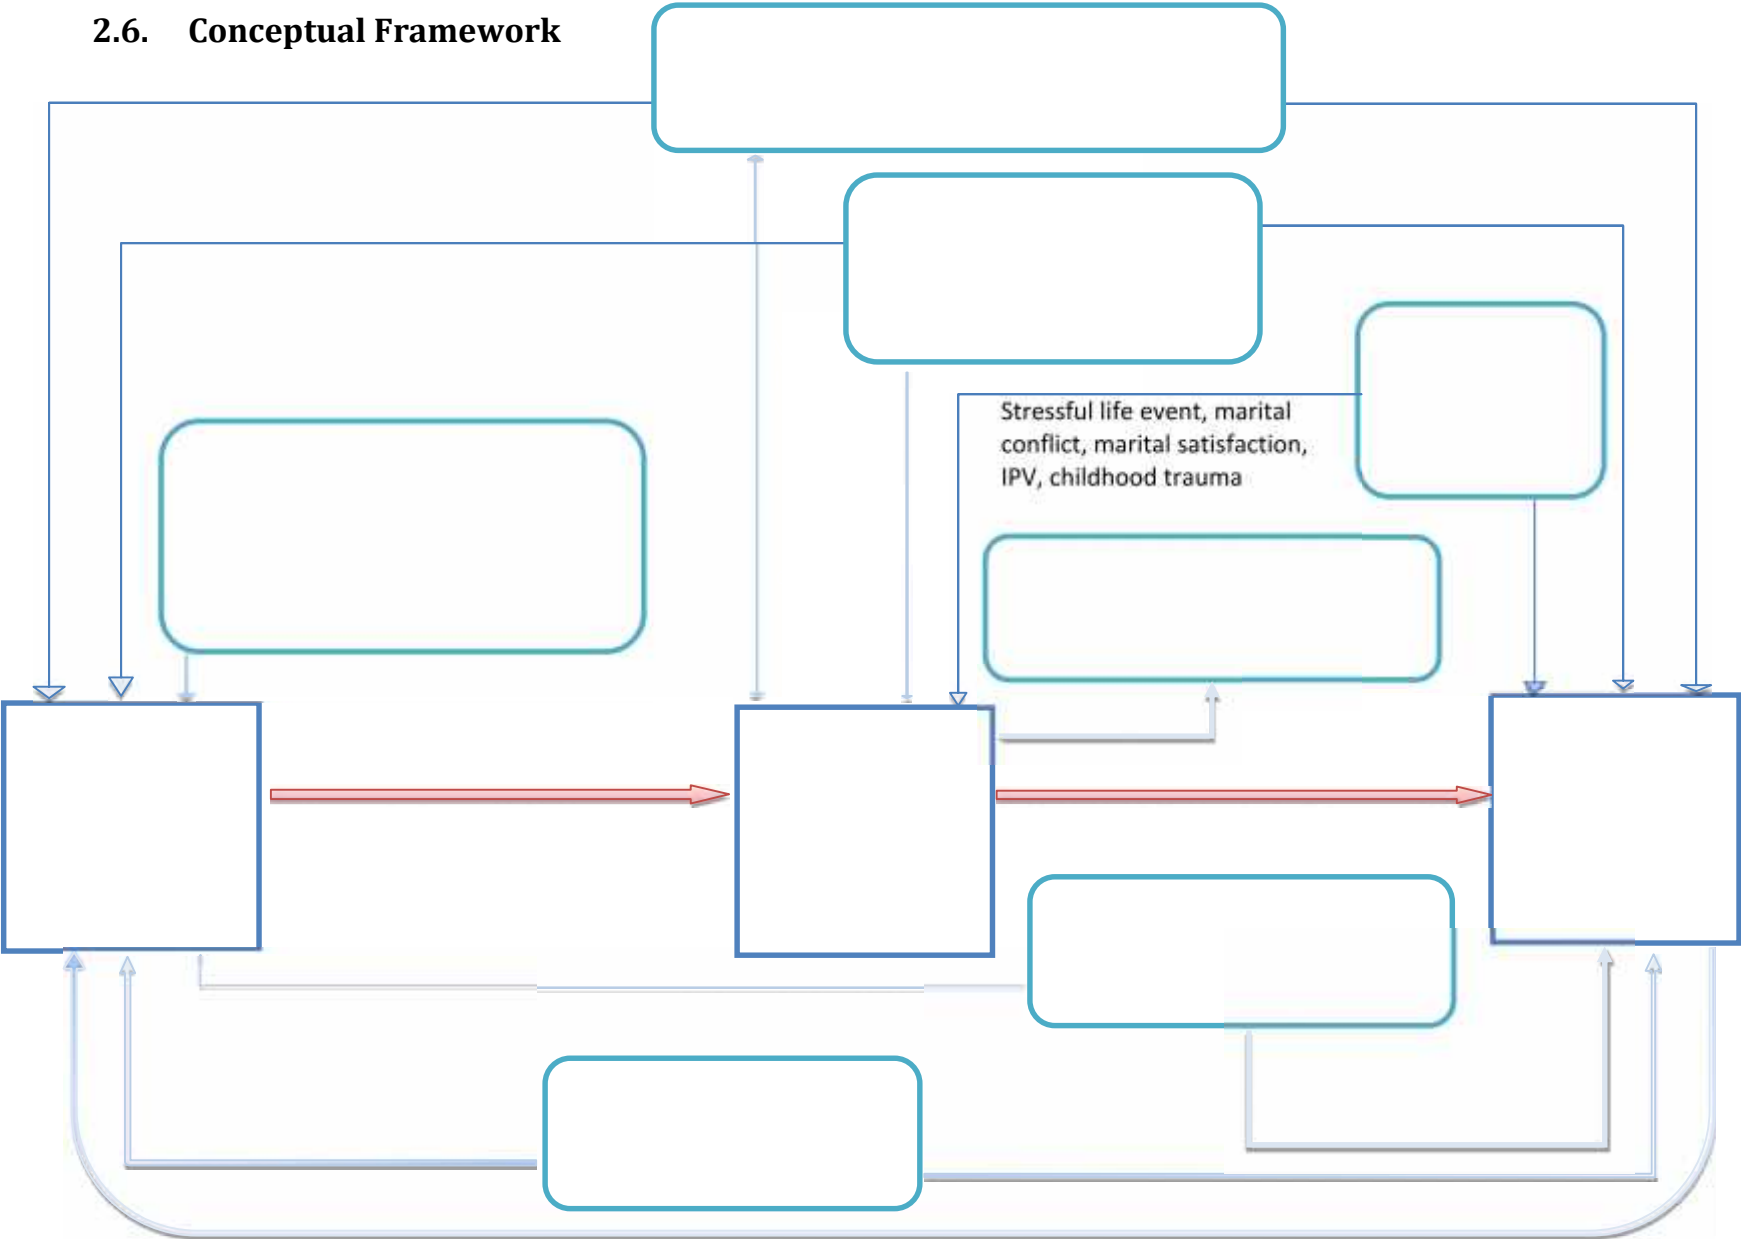 2.6. Conceptual Framework
Stressful life event, marital
conflict, marital satisfaction,
IPV, childhood trauma